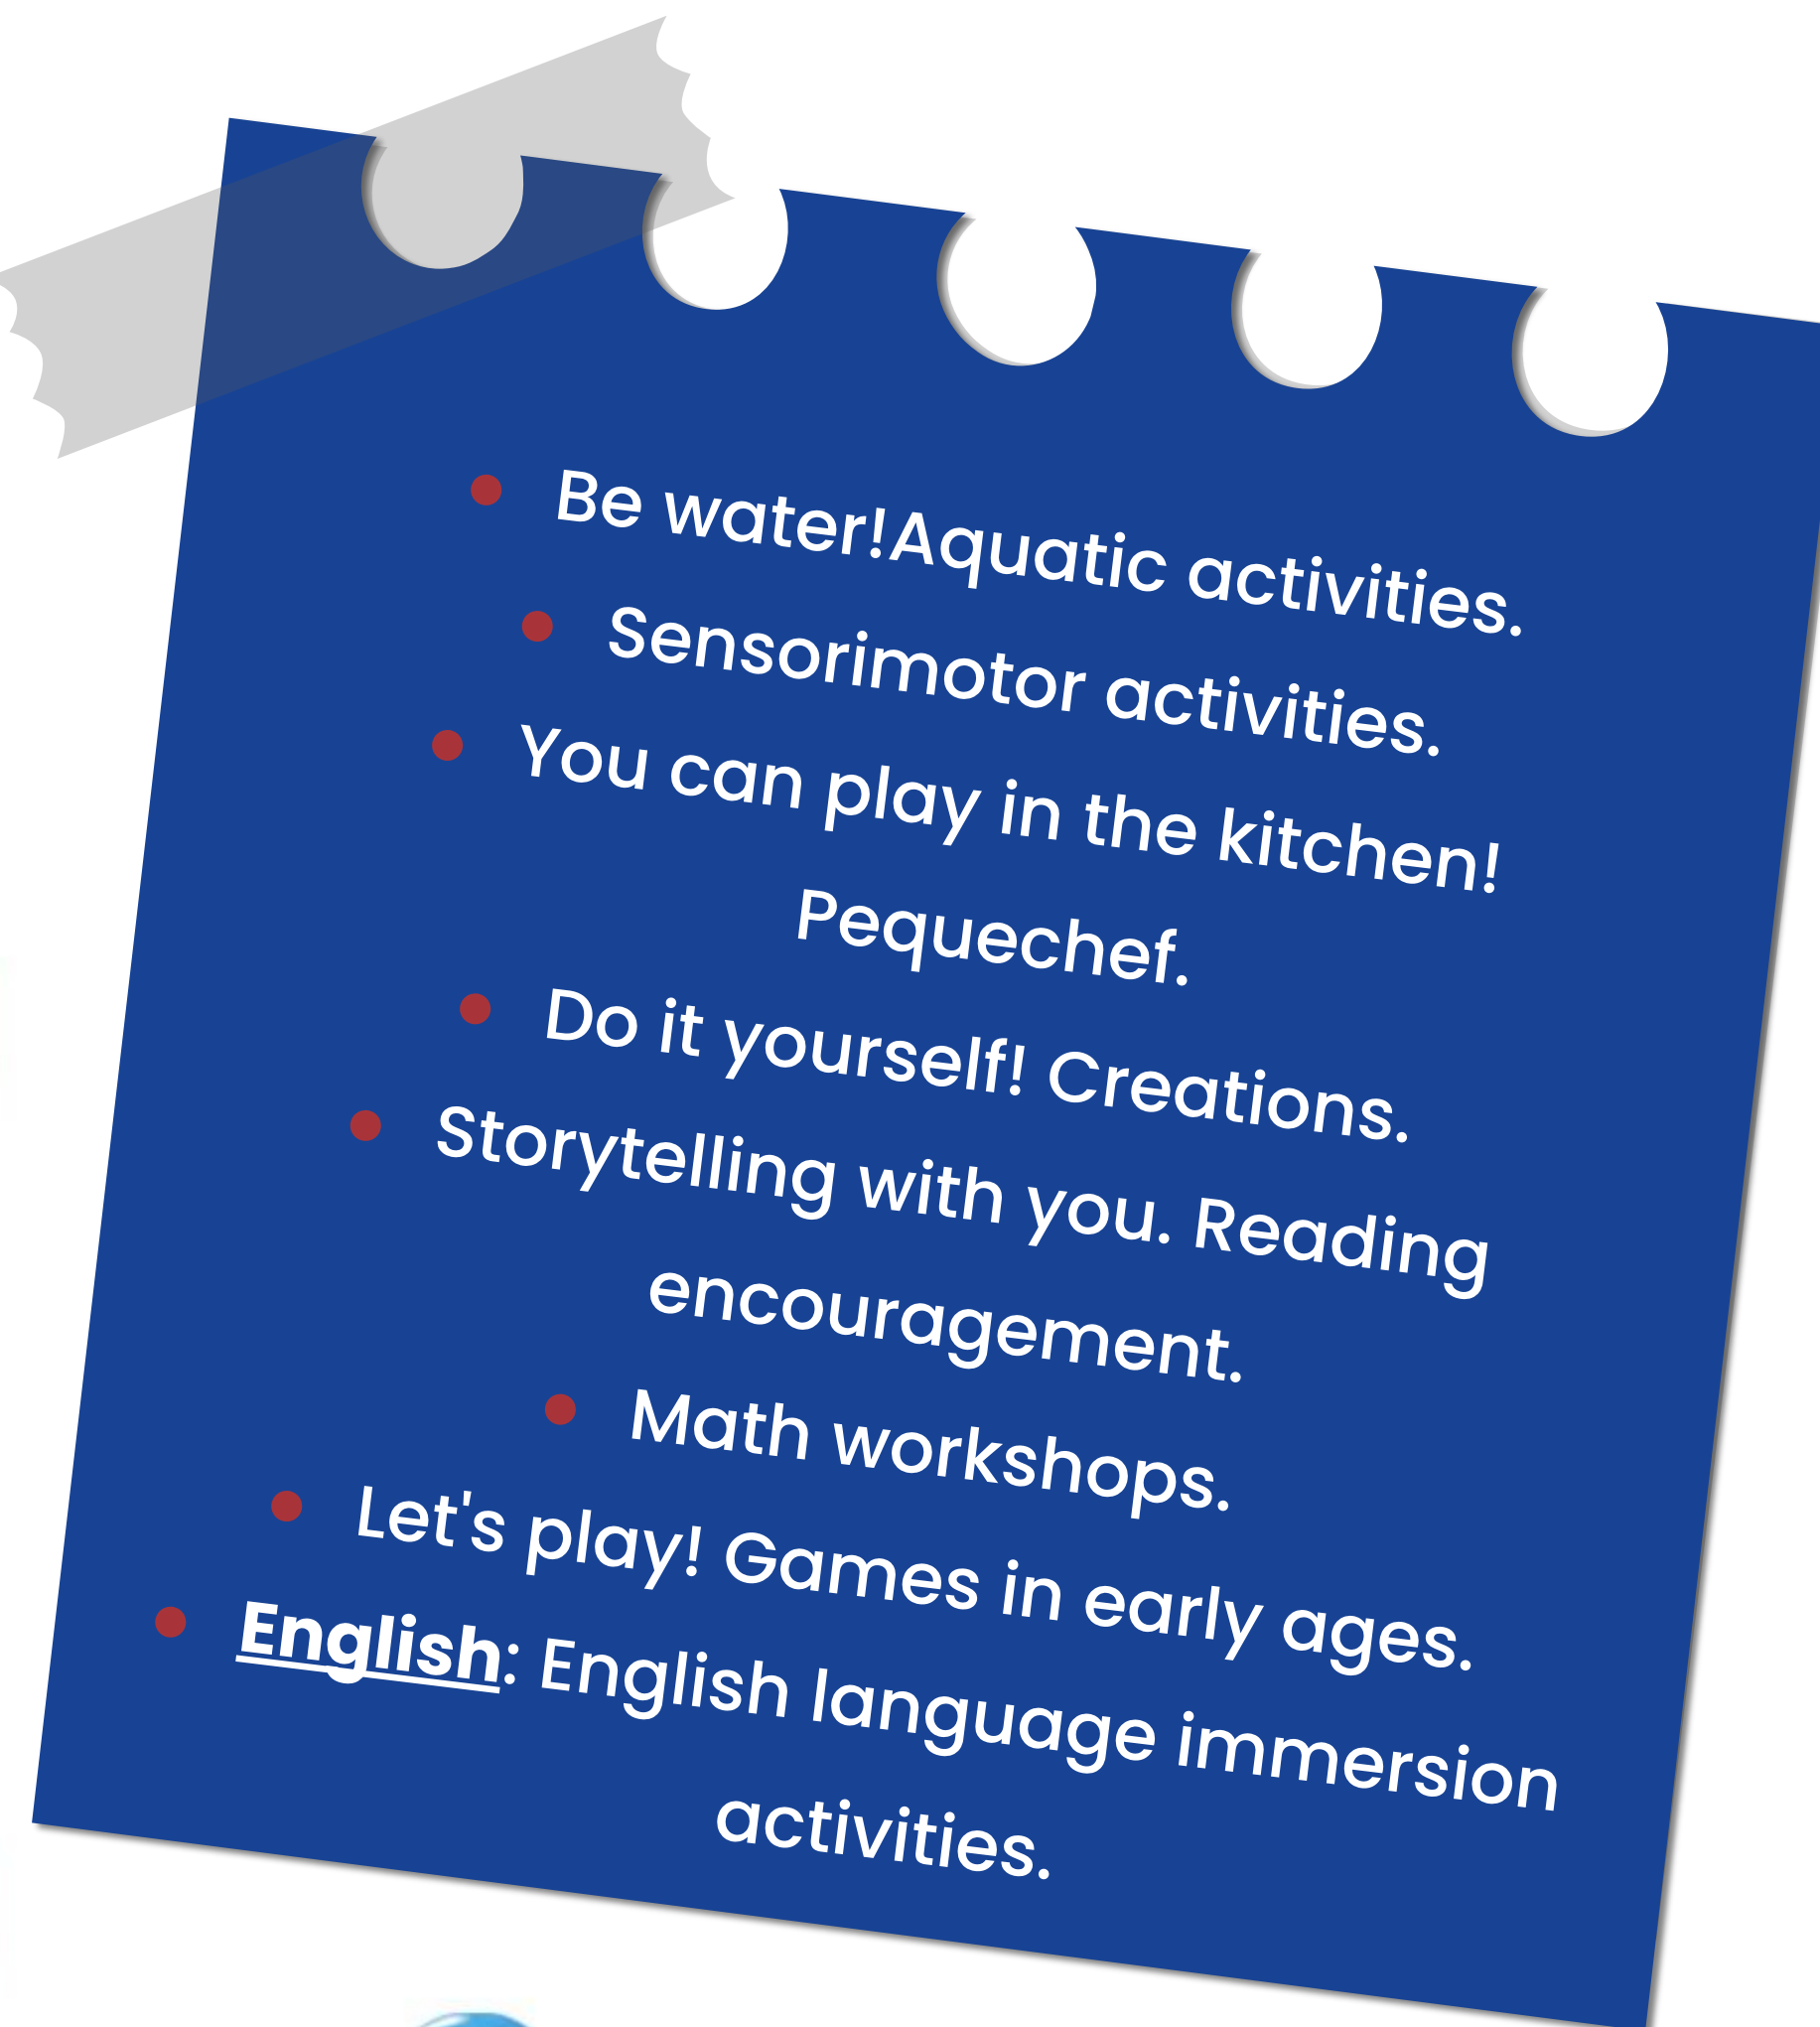 Be water!Aquatic activities.
Sensorimotor activities.
You can play in the kitchen!
Pequechef.
Do it yourself! Creations.
Storytelling with you. Reading
encouragement.
Math workshops.
Let's play! Games in early ages.
English: English language immersion
activities.